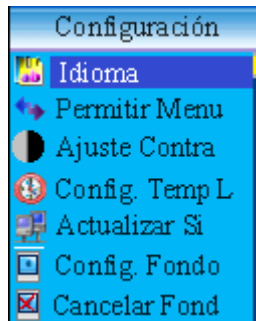 Configuración
Idioma
Permitir Menu
Ajuste Contra
Config. Temp L
Actualizar Si
Config. Fondo
Cancelar Fond